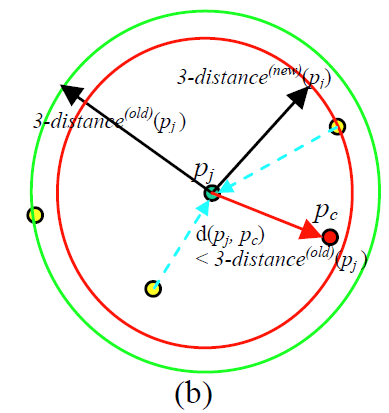 3-distance(new)(pj)
3-distance(old)(pj)
pj
pc
d(pj, pc)
< 3-distance(old)(pj)
(b)